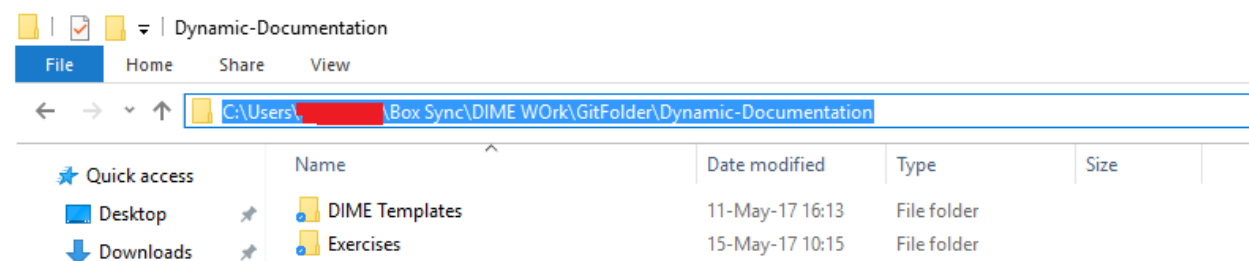 Dynamic-Documentation
File Home Share View
C:\Users\ \Box Sync\DIME WOrk\GitFolder\Dynamic-Documentation
Name Date modified Type Size
Quick access
Desktop
Downloads
DIME Templates 11-May-17 16:13 File folder
Exercises 15-May-17 10:15 File folder